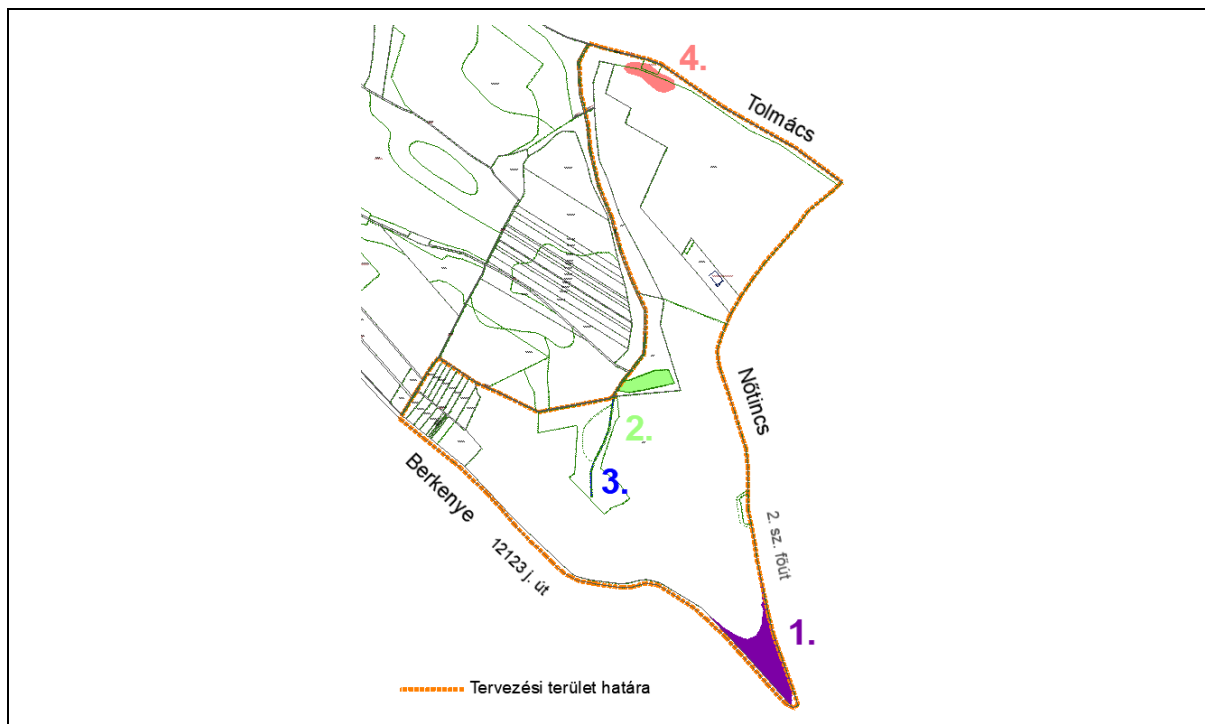 4.
Tolmács
Nőtincs
2.
3.
Berkenye
12123 j. út
2. sz. főút
1.
Tervezési terület határa